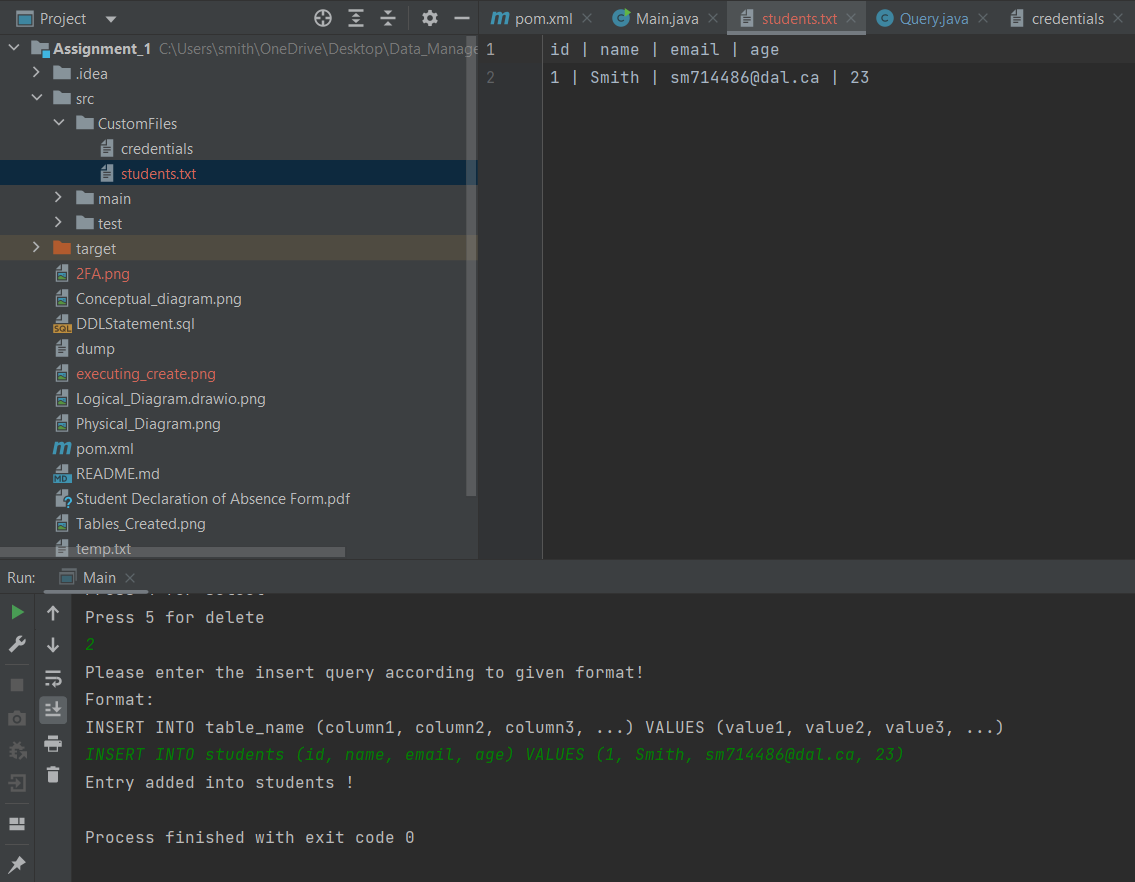 Project
pom.xml
Main.java
students.txt
Query.java
credentials
Assignment_1 C:\Users\smith\OneDrive\Desktop\Data_Manage
.idea
src
CustomFiles
credentials
students.txt
main
test
target
2FA.png
Conceptual_diagram.png
DDLStatement.sql
dump
executing_create.png
Logical_Diagram.drawio.png
Physical_Diagram.png
pom.xml
README.md
Student Declaration of Absence Form.pdf
Tables_Created.png
temp.txt
1 id | name | email | age
2 1 | Smith | sm714486@dal.ca | 23
Run: Main
Press 5 for delete
2
Please enter the insert query according to given format!
Format:
INSERT INTO table_name (column1, column2, column3, ...) VALUES (value1, value2, value3, ...)
INSERT INTO students (id, name, email, age) VALUES (1, Smith, sm714486@dal.ca, 23)
Entry added into students !
Process finished with exit code 0